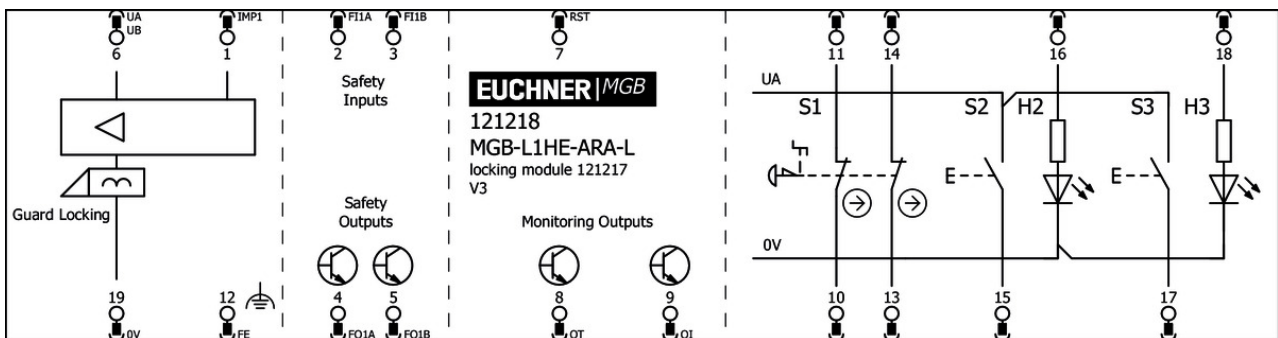 UA
UB
IMP1
FI1A
FI1B
RST
6
1
2
3
7
11
14
16
18
Safety
Inputs
EUCHNER MGB
121218
MGB-L1HE-ARA-L
locking module 121217
V3
UA
S1
S2
H2
S3
H3
E
E
Guard Locking
Safety
Outputs
Monitoring Outputs
0V
19
12
4
5
8
9
10
13
15
17
0V
FE
FO1A
FO1B
OT
OI